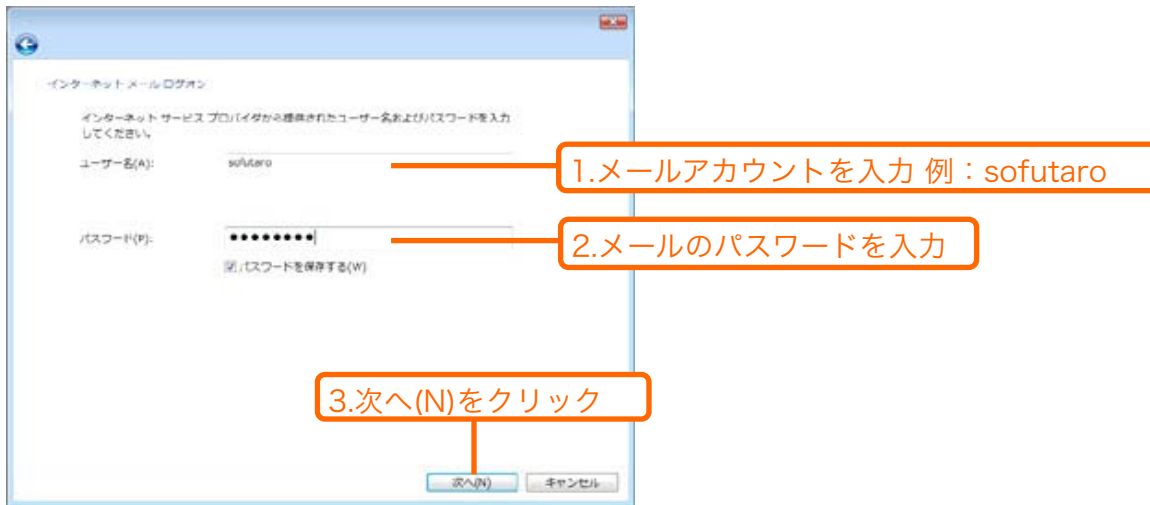 インターネット メール ログオン
インターネット サービス プロバイダから提供されたユーザー名およびパスワードを入力
してください。
ユーザー名(A):
sofutaro
1.メールアカウントを入力 例：sofutaro
パスワード(P):
●●●●●●●●
2.メールのパスワードを入力
パスワードを保存する(W)
3.次へ(N)をクリック
次へ(N)
キャンセル